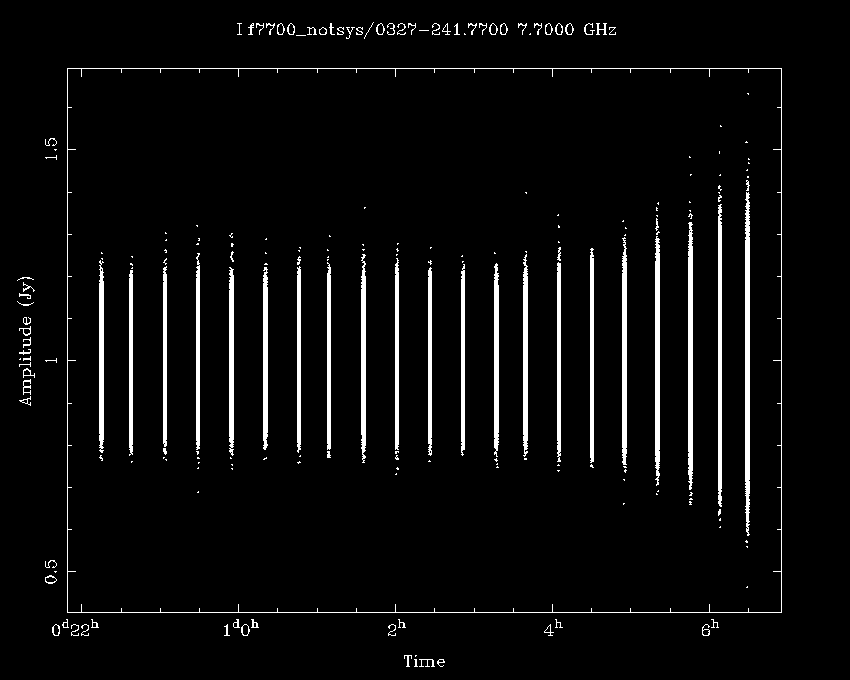 I f7700_notsys/0327-241.7700 7.7000 GHz
1.5
1
0.5
Amplitude (Jy)
0d22h 1d0h 2h 4h 6h
Time